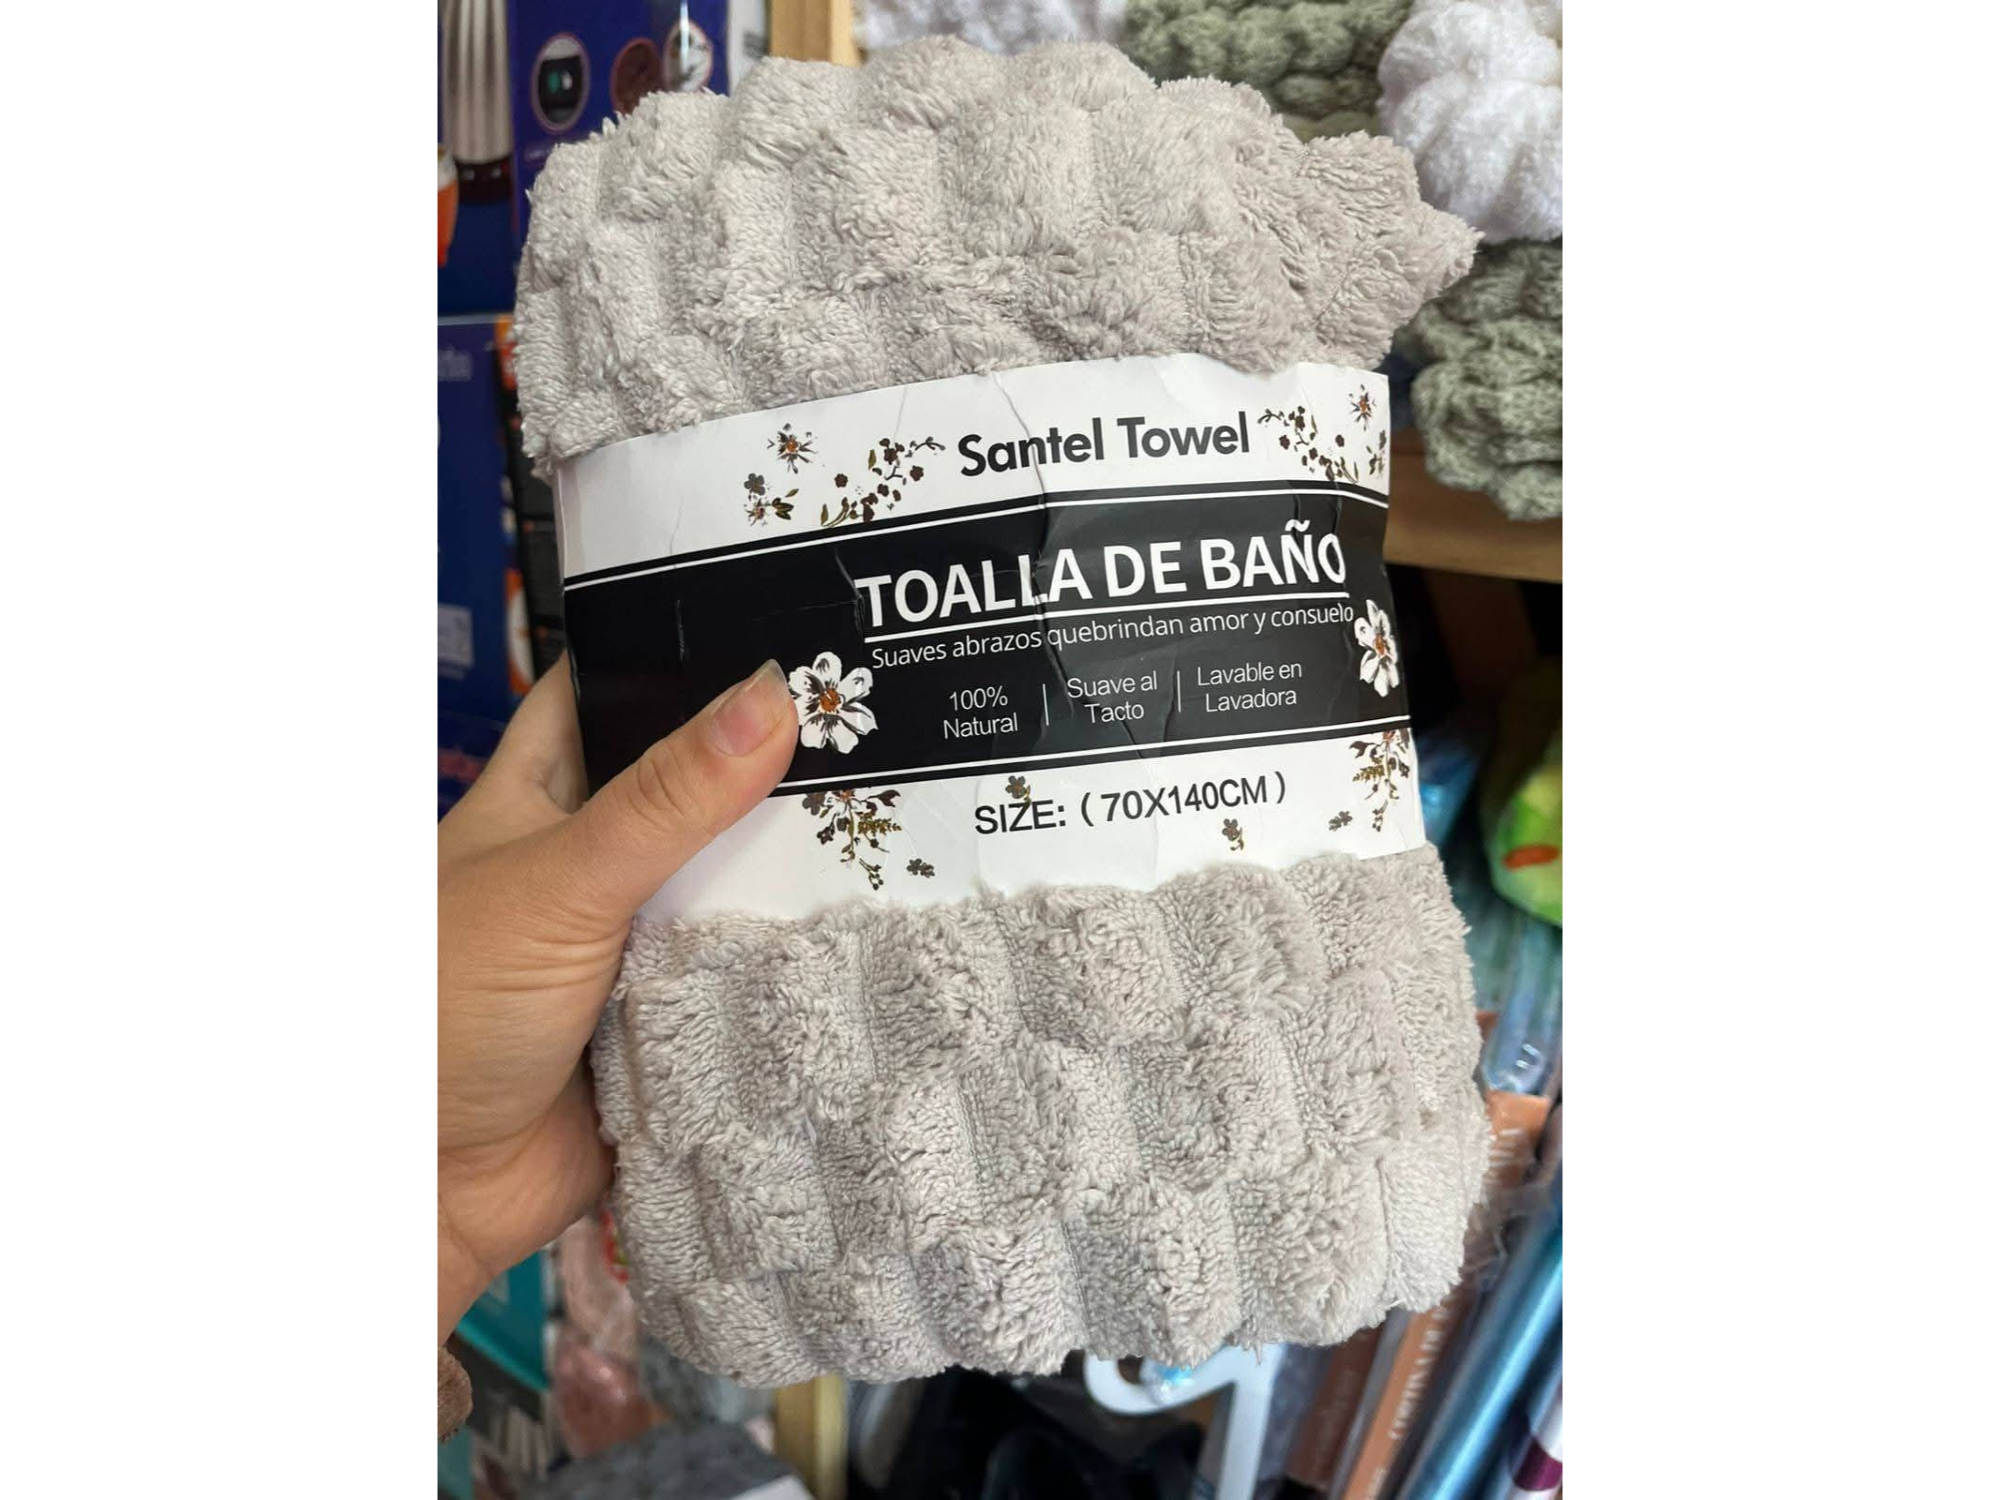 Santel Towel
TOALLA DE BAÑO
Suaves abrazos quebrindan amor y consuelo
100%
Natural
Suave al
Tacto
Lavable en
Lavadora
SIZE: ( 70X140CM )